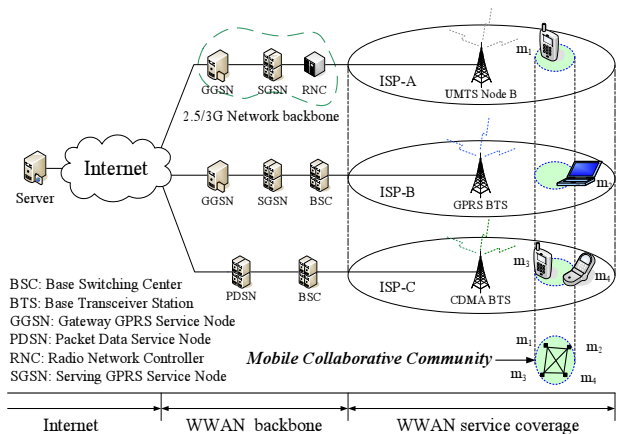 m1
ISP-A
GGSN SGSN RNC
UMTS Node B
2.5/3G Network backbone
Internet
Server
ISP-B
m2
GGSN SGSN BSC
GPRS BTS
m3
m4
ISP-C
PDSN BSC
CDMA BTS
BSC: Base Switching Center
BTS: Base Transceiver Station
GGSN: Gateway GPRS Service Node
PDSN: Packet Data Service Node
RNC: Radio Network Controller
SGSN: Serving GPRS Service Node
Mobile Collaborative Community
m1
m2
m3
m4
Internet
WWAN backbone
WWAN service coverage